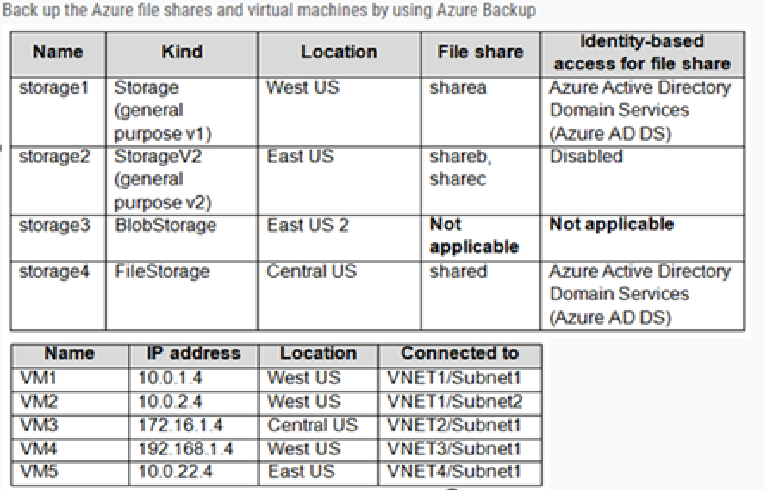 Back up the Azure file shares and virtual machines by using Azure Backup
Name Kind Location File share Identity-based access for file share
storage1 Storage (general purpose v1) West US sharea Azure Active Directory Domain Services (Azure AD DS)
storage2 StorageV2 (general purpose v2) East US shareb, sharec Disabled
storage3 BlobStorage East US 2 Not applicable Not applicable
storage4 FileStorage Central US shared Azure Active Directory Domain Services (Azure AD DS)
Name IP address Location Connected to
VM1 10.0.1.4 West US VNET1/Subnet1
VM2 10.0.2.4 West US VNET1/Subnet2
VM3 172.16.1.4 Central US VNET2/Subnet1
VM4 192.168.1.4 West US VNET3/Subnet1
VM5 10.0.22.4 East US VNET4/Subnet1